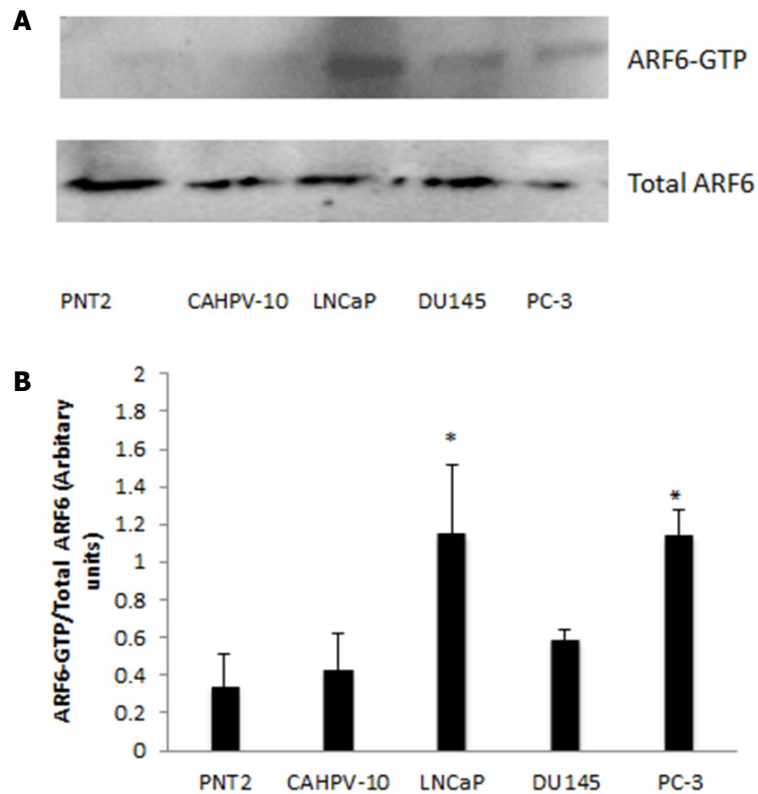 A
ARF6-GTP
Total ARF6
PNT2 CAHPV-10 LNCaP DU145 PC-3
B
ARF6-GTP/Total ARF6 (Arbitary
units)
2
1.8
1.6
1.4
1.2
1
0.8
0.6
0.4
0.2
0
*
*
PNT2 CAHPV-10 LNCaP DU145 PC-3